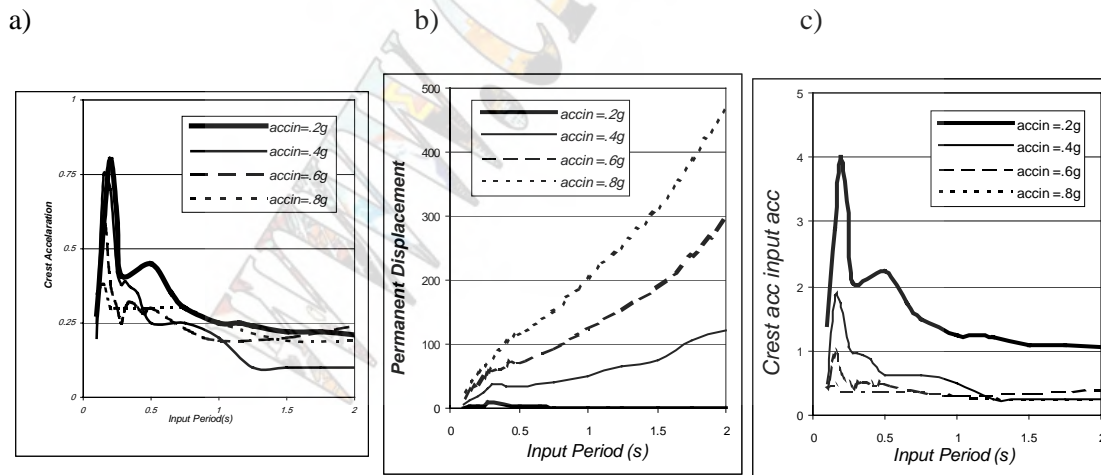 a)
b)
c)
1
0.75
0.5
0.25
0
Crest Accelaration
accin=.2g
accin=.4g
accin=.6g
accin=.8g
0 0.5 1 1.5 2
Input Period(s)
500
400
300
200
100
0
Permanent Displacement
accin=.2g
accin=.4g
accin=.6g
accin=.8g
0 0.5 1 1.5 2
Input Period (s)
5
4
3
2
1
0
Crest acc input acc
accin =.2g
accin =.4g
accin =.6g
accin =.8g
0 0.5 1 1.5 2
Input Period (s)